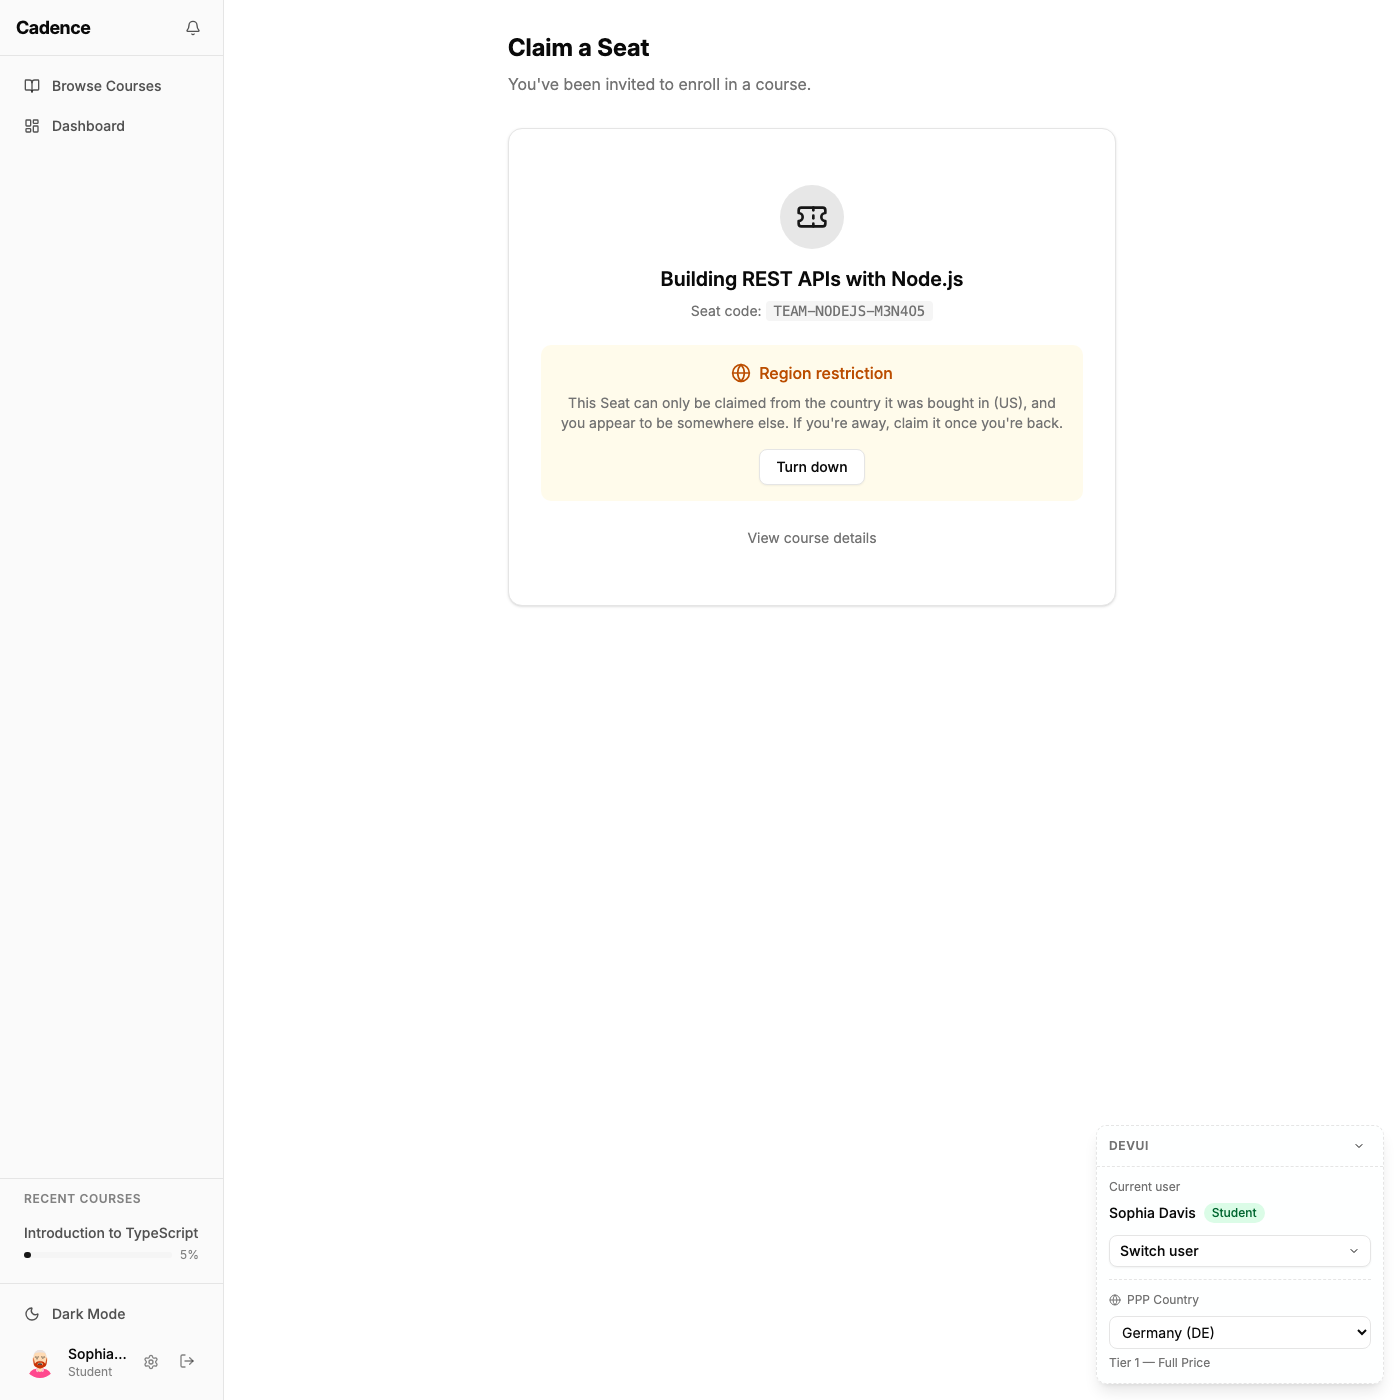 Cadence
Browse Courses
Dashboard
Claim a Seat
You've been invited to enroll in a course.
Building REST APIs with Node.js
Seat code: TEAM-NODEJS-M3N4O5
Region restriction
This Seat can only be claimed from the country it was bought in (US), and
you appear to be somewhere else. If you're away, claim it once you're back.
Turn down
View course details
RECENT COURSES
Introduction to TypeScript
5%
Dark Mode
Sophia...
Student
DEVUI
Current user
Sophia Davis Student
Switch user
PPP Country
Germany (DE)
Tier 1 — Full Price